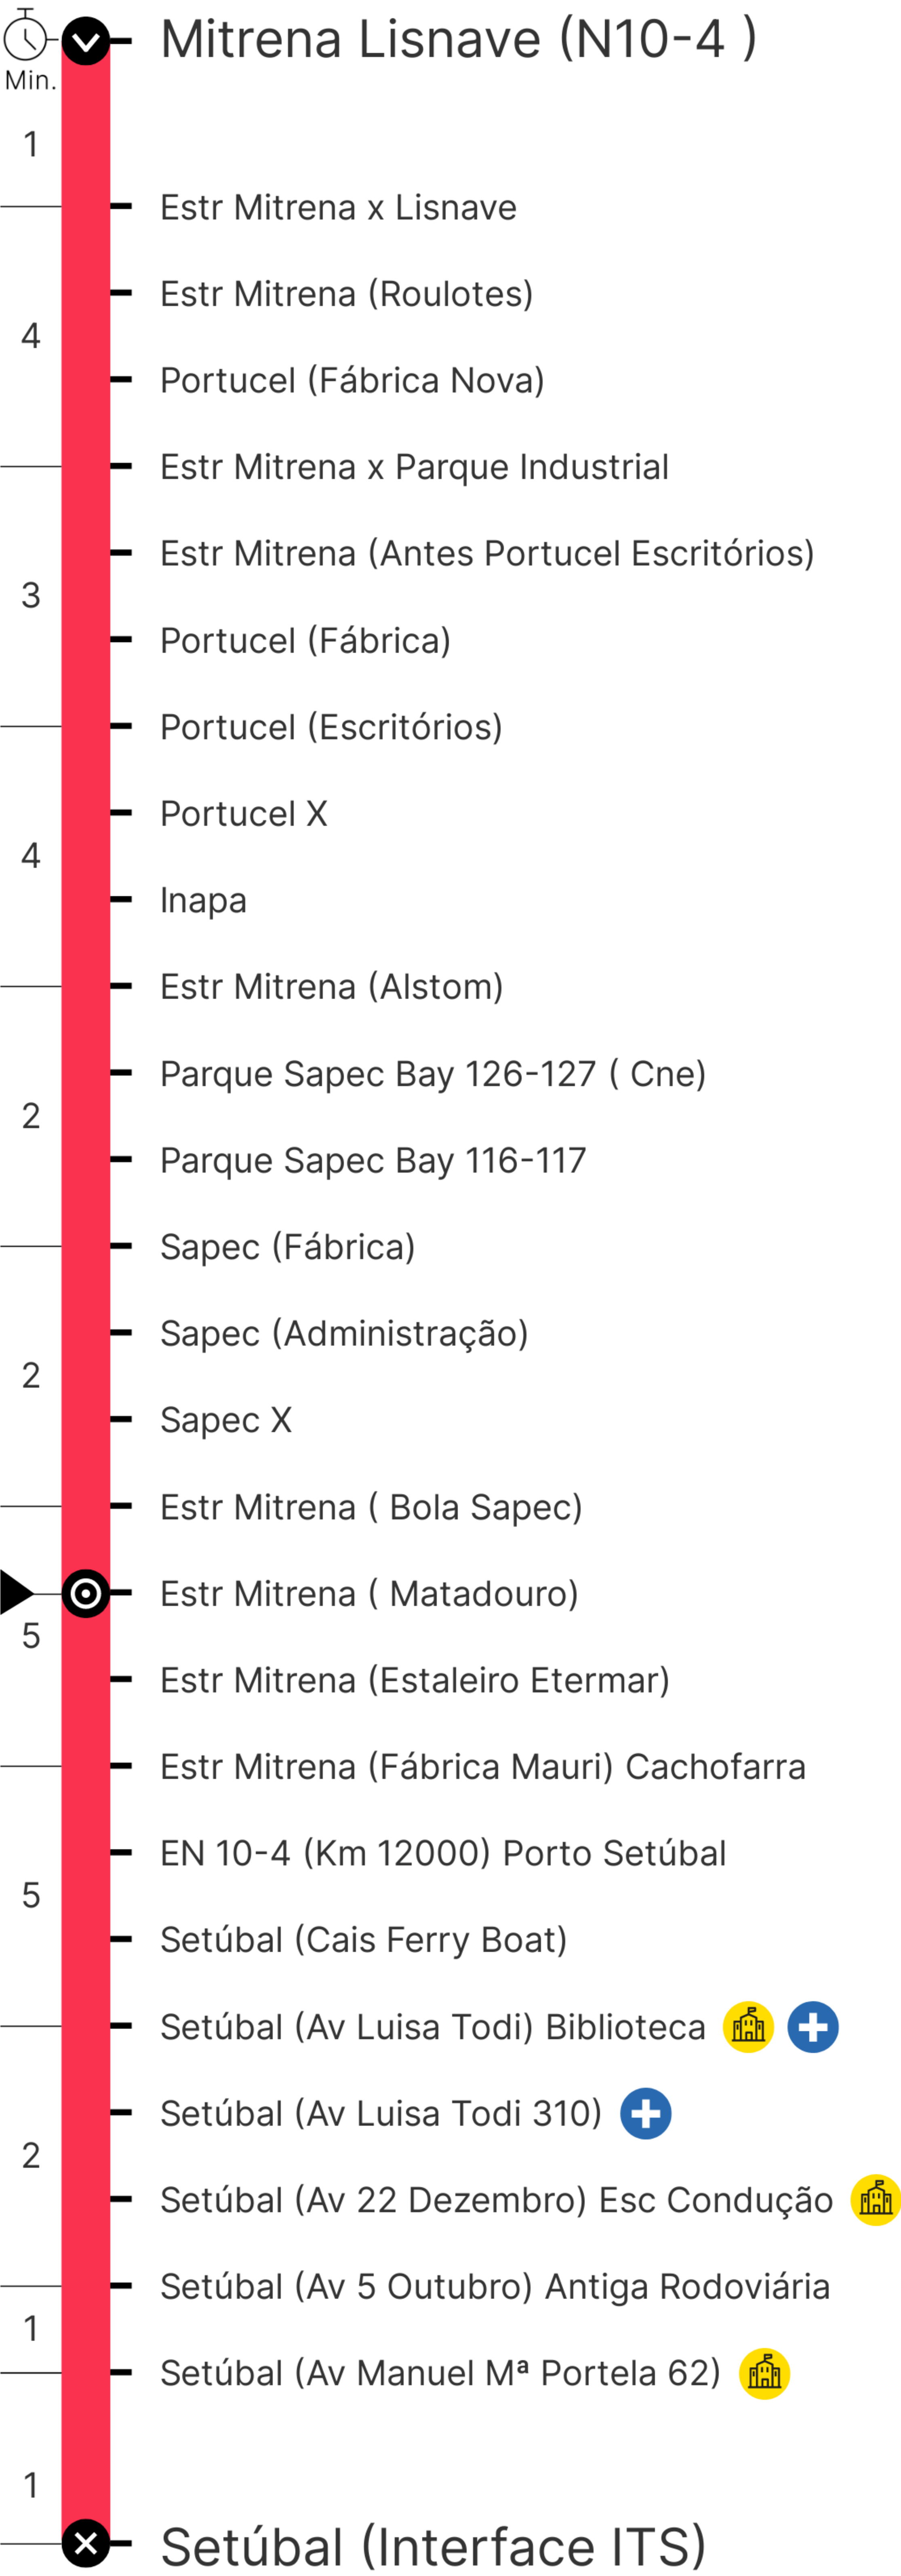 Mitrena Lisnave (N10-4 )
Min.
1
Estr Mitrena x Lisnave
Estr Mitrena (Roulotes)
4
Portucel (Fábrica Nova)
Estr Mitrena x Parque Industrial
Estr Mitrena (Antes Portucel Escritórios)
3
Portucel (Fábrica)
Portucel (Escritórios)
Portucel X
4
Inapa
Estr Mitrena (Alstom)
Parque Sapec Bay 126-127 ( Cne)
2
Parque Sapec Bay 116-117
Sapec (Fábrica)
Sapec (Administração)
2
Sapec X
Estr Mitrena ( Bola Sapec)
Estr Mitrena ( Matadouro)
5
Estr Mitrena (Estaleiro Etermar)
Estr Mitrena (Fábrica Mauri) Cachofarra
EN 10-4 (Km 12000) Porto Setúbal
5
Setúbal (Cais Ferry Boat)
Setúbal (Av Luisa Todi) Biblioteca
Setúbal (Av Luisa Todi 310)
2
Setúbal (Av 22 Dezembro) Esc Condução
Setúbal (Av 5 Outubro) Antiga Rodoviária
1
Setúbal (Av Manuel Mª Portela 62)
1
Setúbal (Interface ITS)